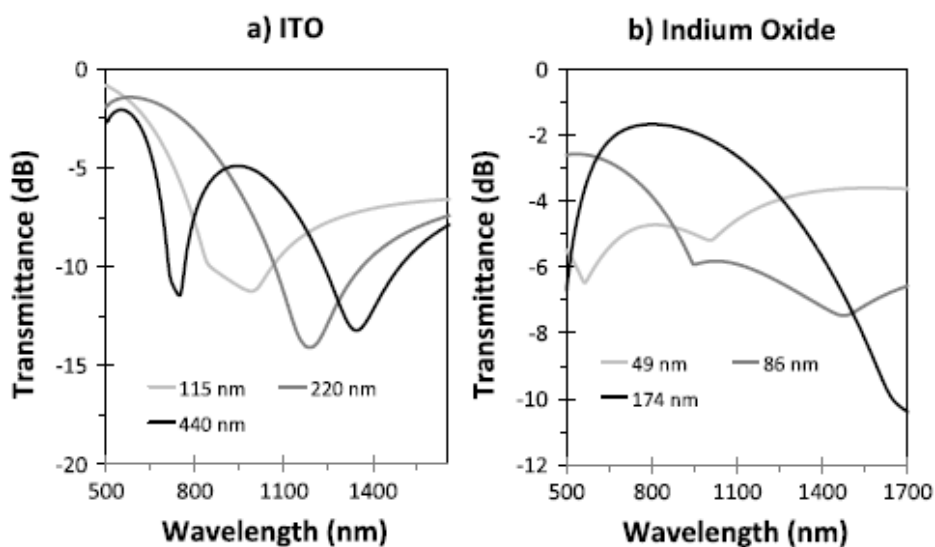 a) ITO
Transmittance (dB)
0
-5
-10
-15
-20
115 nm
220 nm
440 nm
500
800
1100
1400
Wavelength (nm)
b) Indium Oxide
Transmittance (dB)
0
-2
-4
-6
-8
-10
-12
49 nm
86 nm
174 nm
500
800
1100
1400
1700
Wavelength (nm)